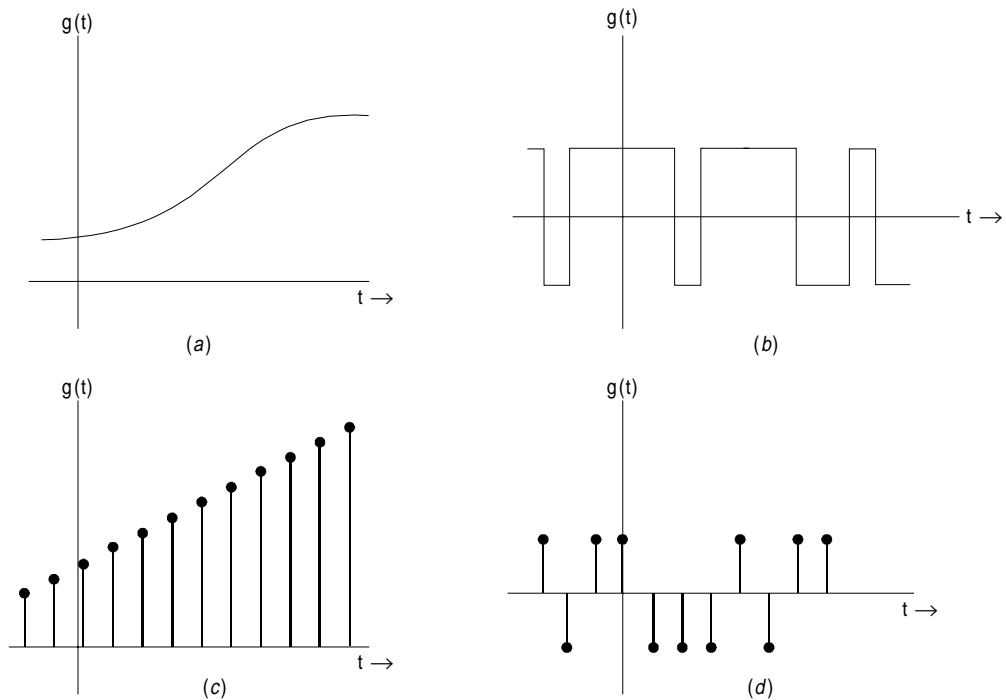 g(t)
t →
(a)
g(t)
t →
(b)
g(t)
t →
(c)
g(t)
t →
(d)